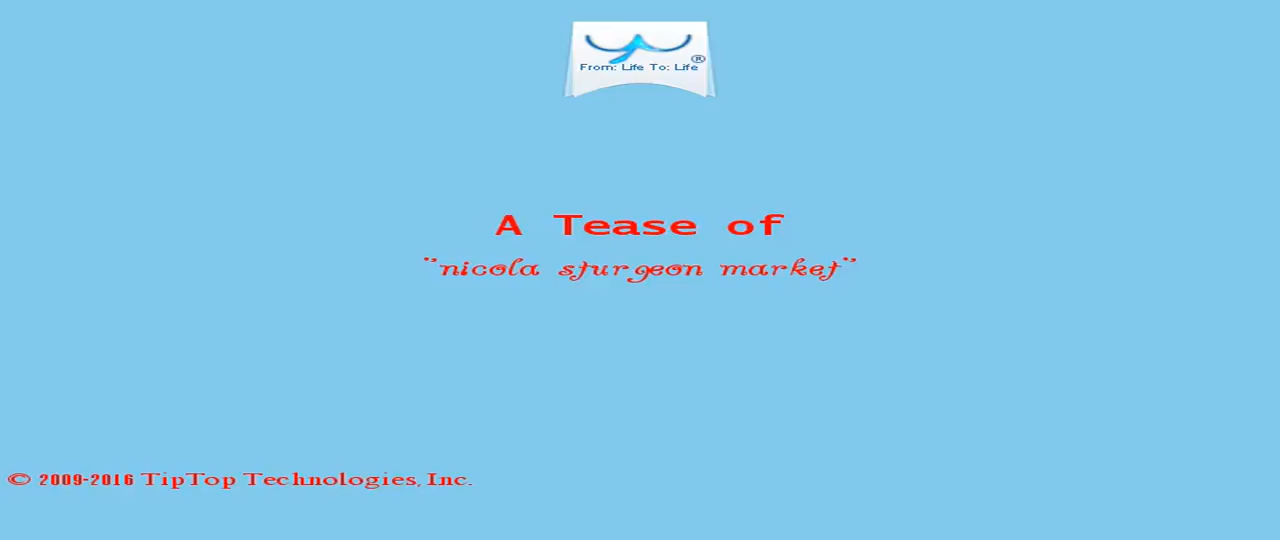 From: Life To: Life ®
A Tease of
"nicola sturgeon market"
© 2009-2016 TipTop Technologies, Inc.